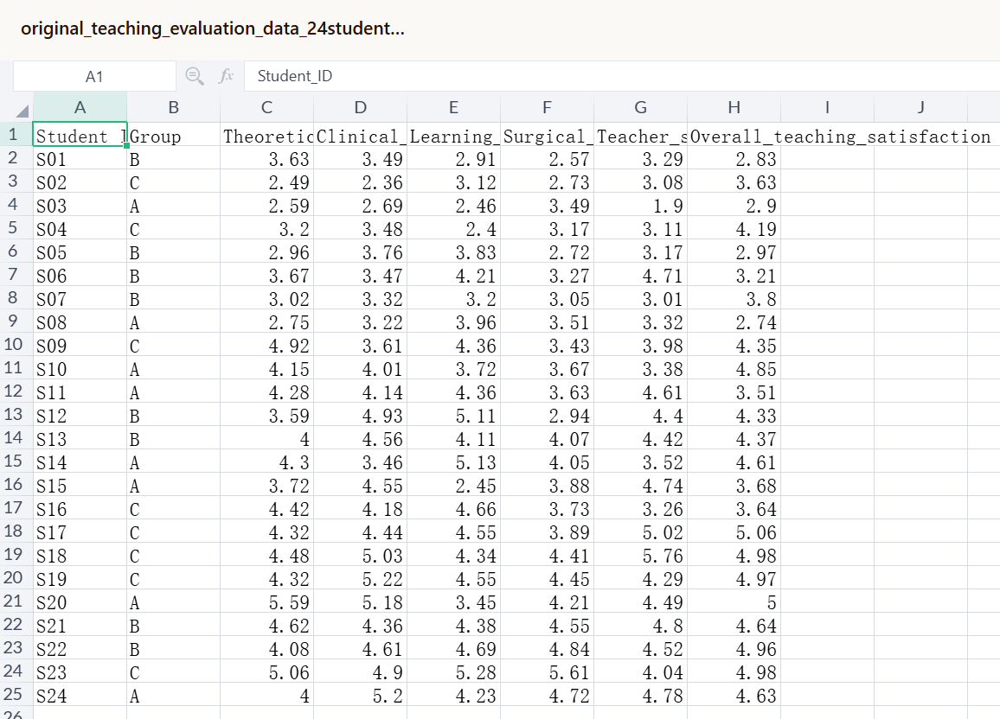 original_teaching_evaluation_data_24student...
A1 fx Student_ID
A B C D E F G H I J
1 Student_I Group Theoretic Clinical_ Learning_ Surgical_ Teacher_s Overall_teaching_satisfaction
2 S01 B 3.63 3.49 2.91 2.57 3.29 2.83
3 S02 C 2.49 2.36 3.12 2.73 3.08 3.63
4 S03 A 2.59 2.69 2.46 3.49 1.9 2.9
5 S04 C 3.2 3.48 2.4 3.17 3.11 4.19
6 S05 B 2.96 3.76 3.83 2.72 3.17 2.97
7 S06 B 3.67 3.47 4.21 3.27 4.71 3.21
8 S07 B 3.02 3.32 3.2 3.05 3.01 3.8
9 S08 A 2.75 3.22 3.96 3.51 3.32 2.74
10 S09 C 4.92 3.61 4.36 3.43 3.98 4.35
11 S10 A 4.15 4.01 3.72 3.67 3.38 4.85
12 S11 A 4.28 4.14 4.36 3.63 4.61 3.51
13 S12 B 3.59 4.93 5.11 2.94 4.4 4.33
14 S13 B 4 4.56 4.11 4.07 4.42 4.37
15 S14 A 4.3 3.46 5.13 4.05 3.52 4.61
16 S15 A 3.72 4.55 2.45 3.88 4.74 3.68
17 S16 C 4.42 4.18 4.66 3.73 3.26 3.64
18 S17 C 4.32 4.44 4.55 3.89 5.02 5.06
19 S18 C 4.48 5.03 4.34 4.41 5.76 4.98
20 S19 C 4.32 5.22 4.55 4.45 4.29 4.97
21 S20 A 5.59 5.18 3.45 4.21 4.49 5
22 S21 B 4.62 4.36 4.38 4.55 4.8 4.64
23 S22 B 4.08 4.61 4.69 4.84 4.52 4.96
24 S23 C 5.06 4.9 5.28 5.61 4.04 4.98
25 S24 A 4 5.2 4.23 4.72 4.78 4.63
26